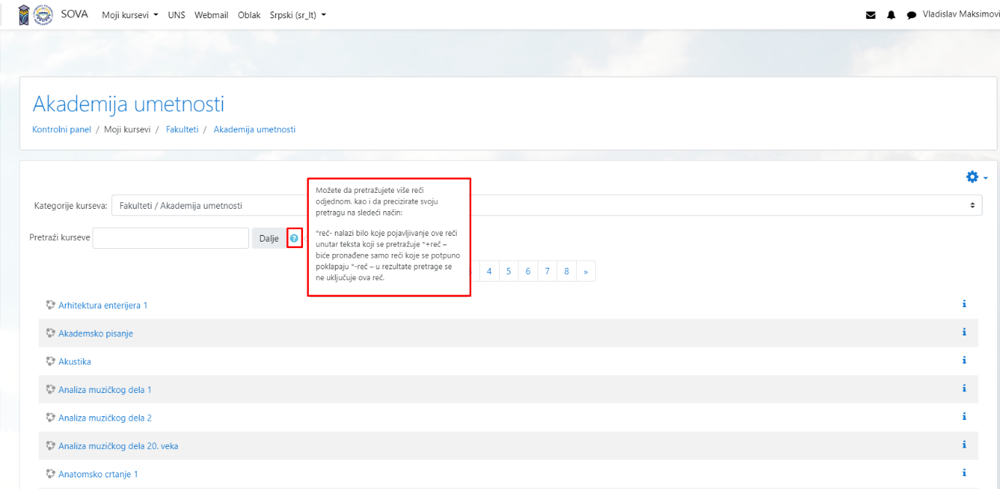 SOVA Moji kursevi UNS Webmail Oblak Srpski (sr_lt) Vladislav Maksimovi
Akademija umetnosti
Kontrolni panel / Moji kursevi / Fakulteti / Akademija umetnosti
Kategorije kurseva: Fakulteti / Akademija umetnosti
Pretraži kurseve Dalje
Možete da pretražujete više reči
odjednom. kao i da precizirate svoju
pretragu na sledeći način:
*reč- nalazi bilo koje pojavljivanje ove reči
unutar teksta koji se pretražuje *+reč –
biće pronađene samo reči koje se potpuno
poklapaju *-reč – u rezultate pretrage se
ne uključuje ova reč.
4 5 6 7 8 »
Arhitektura enterijera 1
Akademsko pisanje
Akustika
Analiza muzičkog dela 1
Analiza muzičkog dela 2
Analiza muzičkog dela 20. veka
Anatomsko crtanje 1